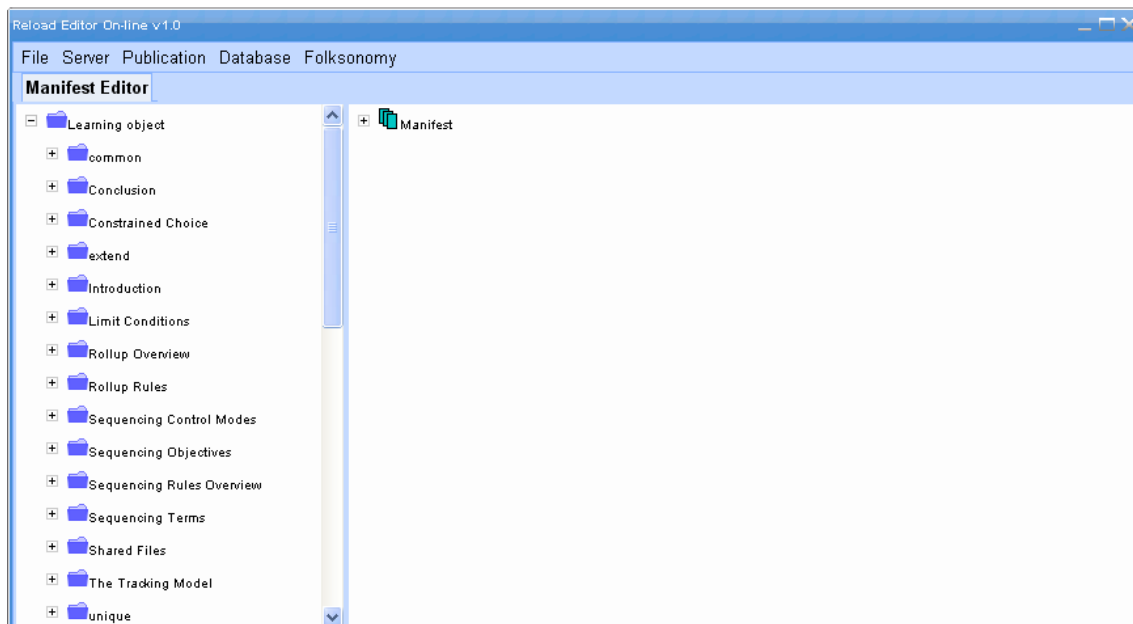 Reload Editor On-line v1.0
File Server Publication Database Folksonomy
Manifest Editor
Learning object
common
Conclusion
Constrained Choice
extend
Introduction
Limit Conditions
Rollup Overview
Rollup Rules
Sequencing Control Modes
Sequencing Objectives
Sequencing Rules Overview
Sequencing Terms
Shared Files
The Tracking Model
unique
Manifest